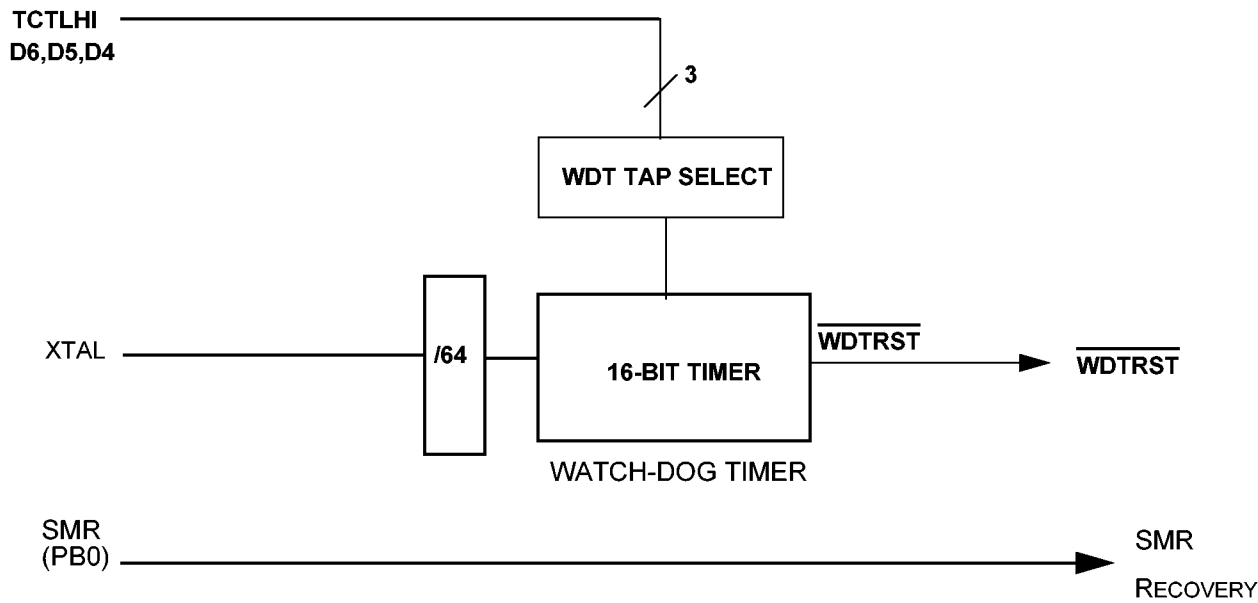 TCTLHI
D6,D5,D4
3
WDT TAP SELECT
XTAL
/64
16-BIT TIMER
WDTRST
WDTRST
WATCH-DOG TIMER
SMR
(PB0)
SMR
RECOVERY